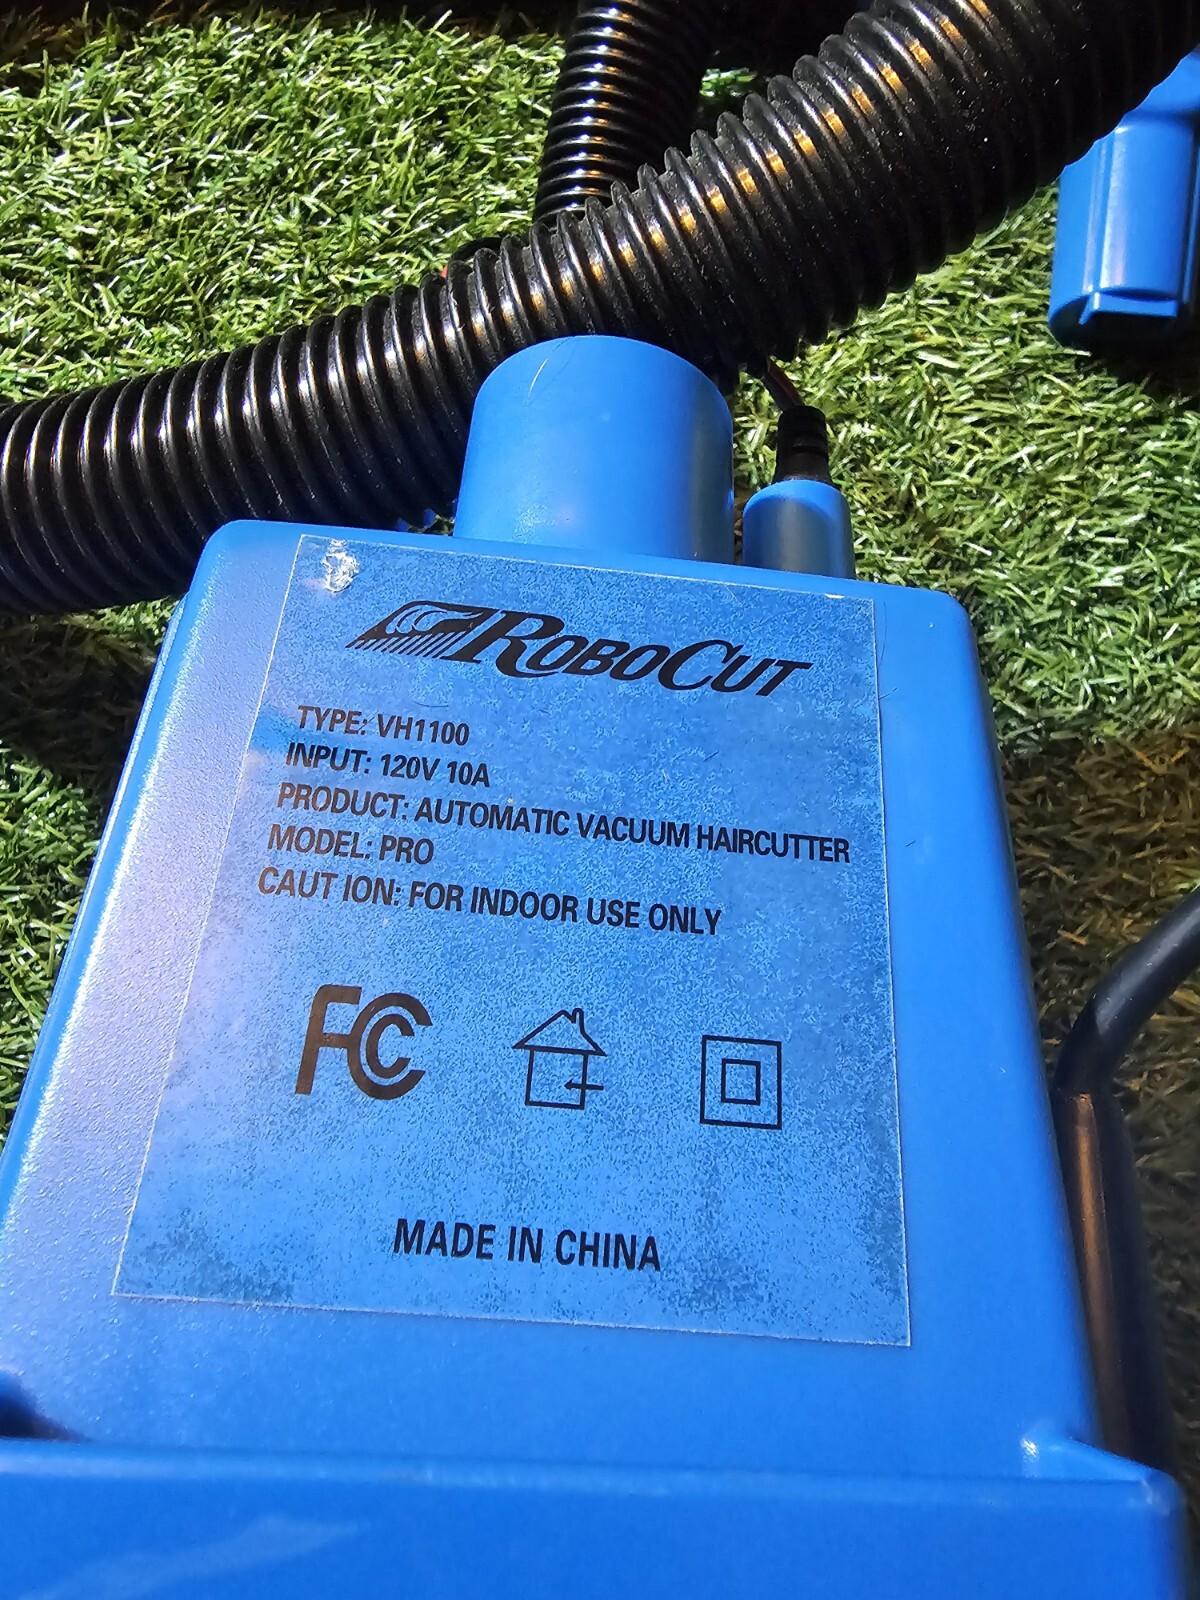 ROBOCUT
TYPE: VH1100
INPUT: 120V 10A
PRODUCT: AUTOMATIC VACUUM HAIRCUTTER
MODEL: PRO
CAUT ION: FOR INDOOR USE ONLY
FC
MADE IN CHINA